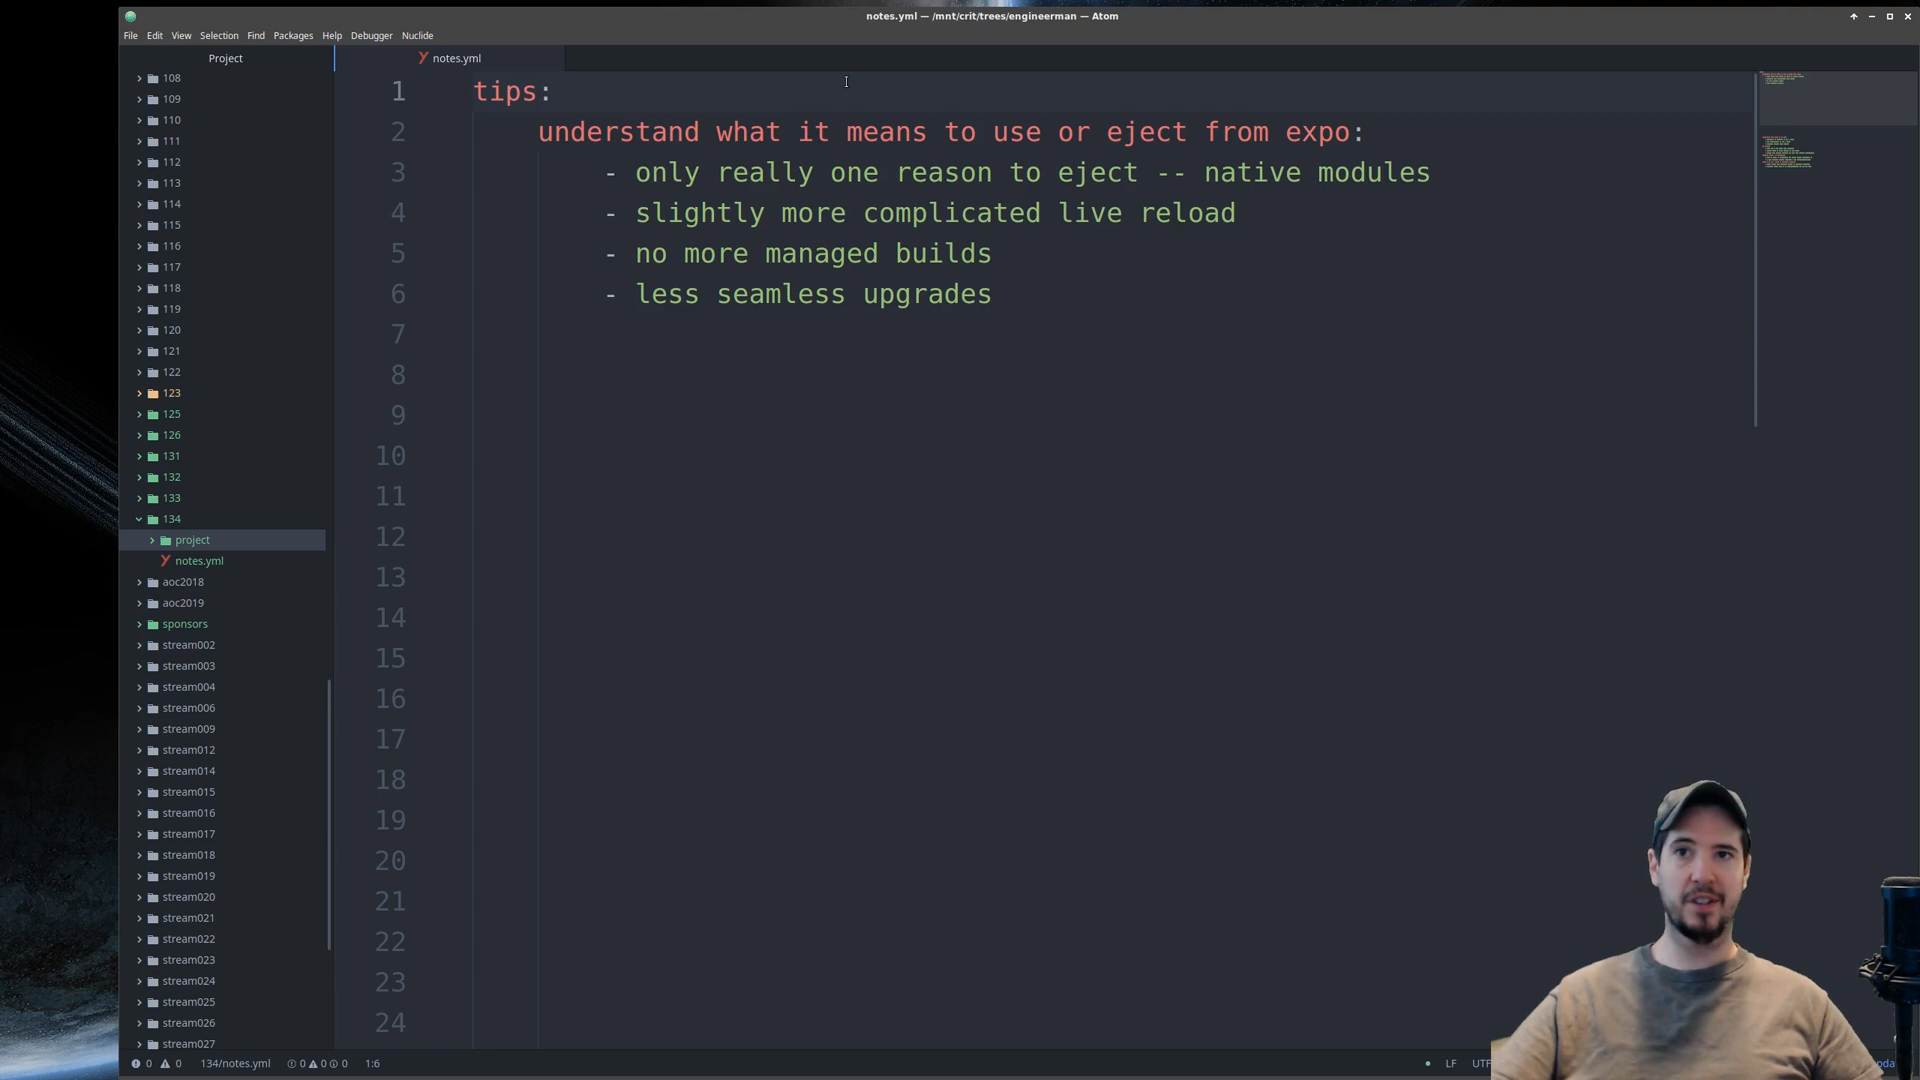 notes.yml — /mnt/crit/trees/engineerman — Atom
File Edit View Selection Find Packages Help Debugger Nuclide
Project
notes.yml
108
109
110
111
112
113
114
115
116
117
118
119
120
121
122
123
125
126
131
132
133
134
project
notes.yml
aoc2018
aoc2019
sponsors
stream002
stream003
stream004
stream006
stream009
stream012
stream014
stream015
stream016
stream017
stream018
stream019
stream020
stream021
stream022
stream023
stream024
stream025
stream026
stream027
1 tips:
2 understand what it means to use or eject from expo:
3 - only really one reason to eject -- native modules
4 - slightly more complicated live reload
5 - no more managed builds
6 - less seamless upgrades
7
8
9
10
11
12
13
14
15
16
17
18
19
20
21
22
23
24
0 0 134/notes.yml 0 0 0 1:6
LF